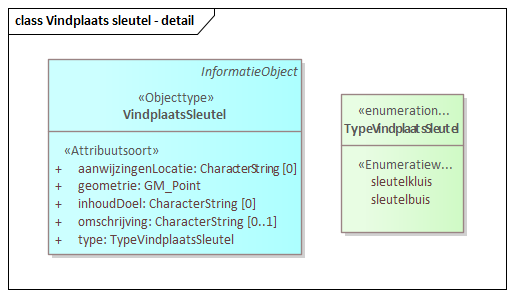 class Vindplaats sleutel - detail
InformatieObject
«Objecttype»
VindplaatsSleutel
«Attribuutsoort»
+ aanwijzingenLocatie: CharacterString [0]
+ geometrie: GM_Point
+ inhoudDoel: CharacterString [0]
+ omschrijving: CharacterString [0..1]
+ type: TypeVindplaatsSleutel
«enumeration...
TypeVindplaatsSleutel
«Enumeratiew...
sleutelkluis
sleutelbuis